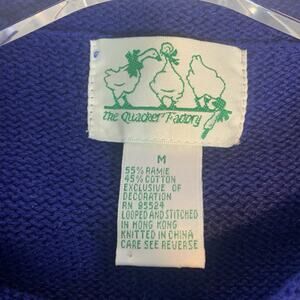 The Quacker Factory
M
55% RAMIE
45% COTTON
EXCLUSIVE OF
DECORATION
RN 85524
LOOPED AND STITCHED
IN HONG KONG
KNITTED IN CHINA
CARE SEE REVERSE